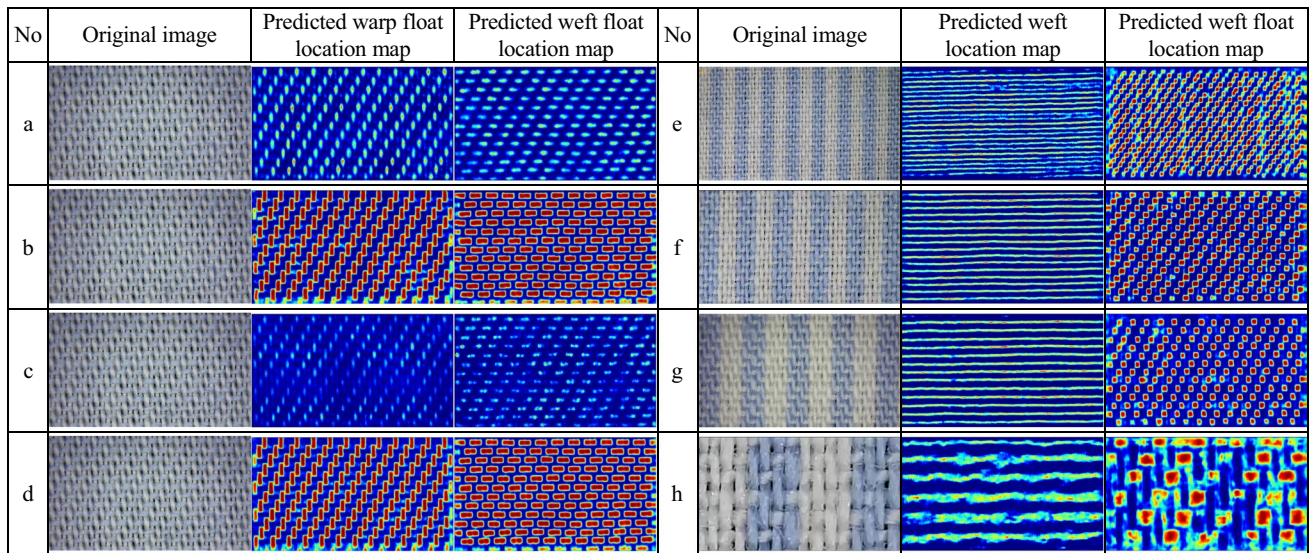 No Original image Predicted warp float location map Predicted weft float location map No Original image Predicted weft location map Predicted weft float location map
a e
b f
c g
d h